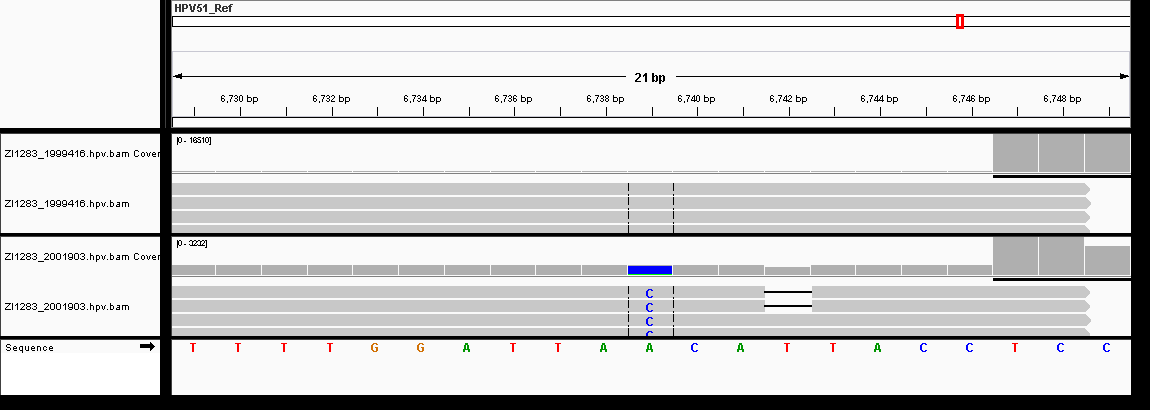 HPV51_Ref
21 bp
6,730 bp 6,732 bp 6,734 bp 6,736 bp 6,738 bp 6,740 bp 6,742 bp 6,744 bp 6,746 bp 6,748 bp
ZI1283_1999416.hpv.bam Cover
[0 - 16510]
ZI1283_1999416.hpv.bam
ZI1283_2001903.hpv.bam Cover
[0 - 3232]
ZI1283_2001903.hpv.bam
C
C
C
C
Sequence T T T T G G A T T A A C A T T A C C T C C